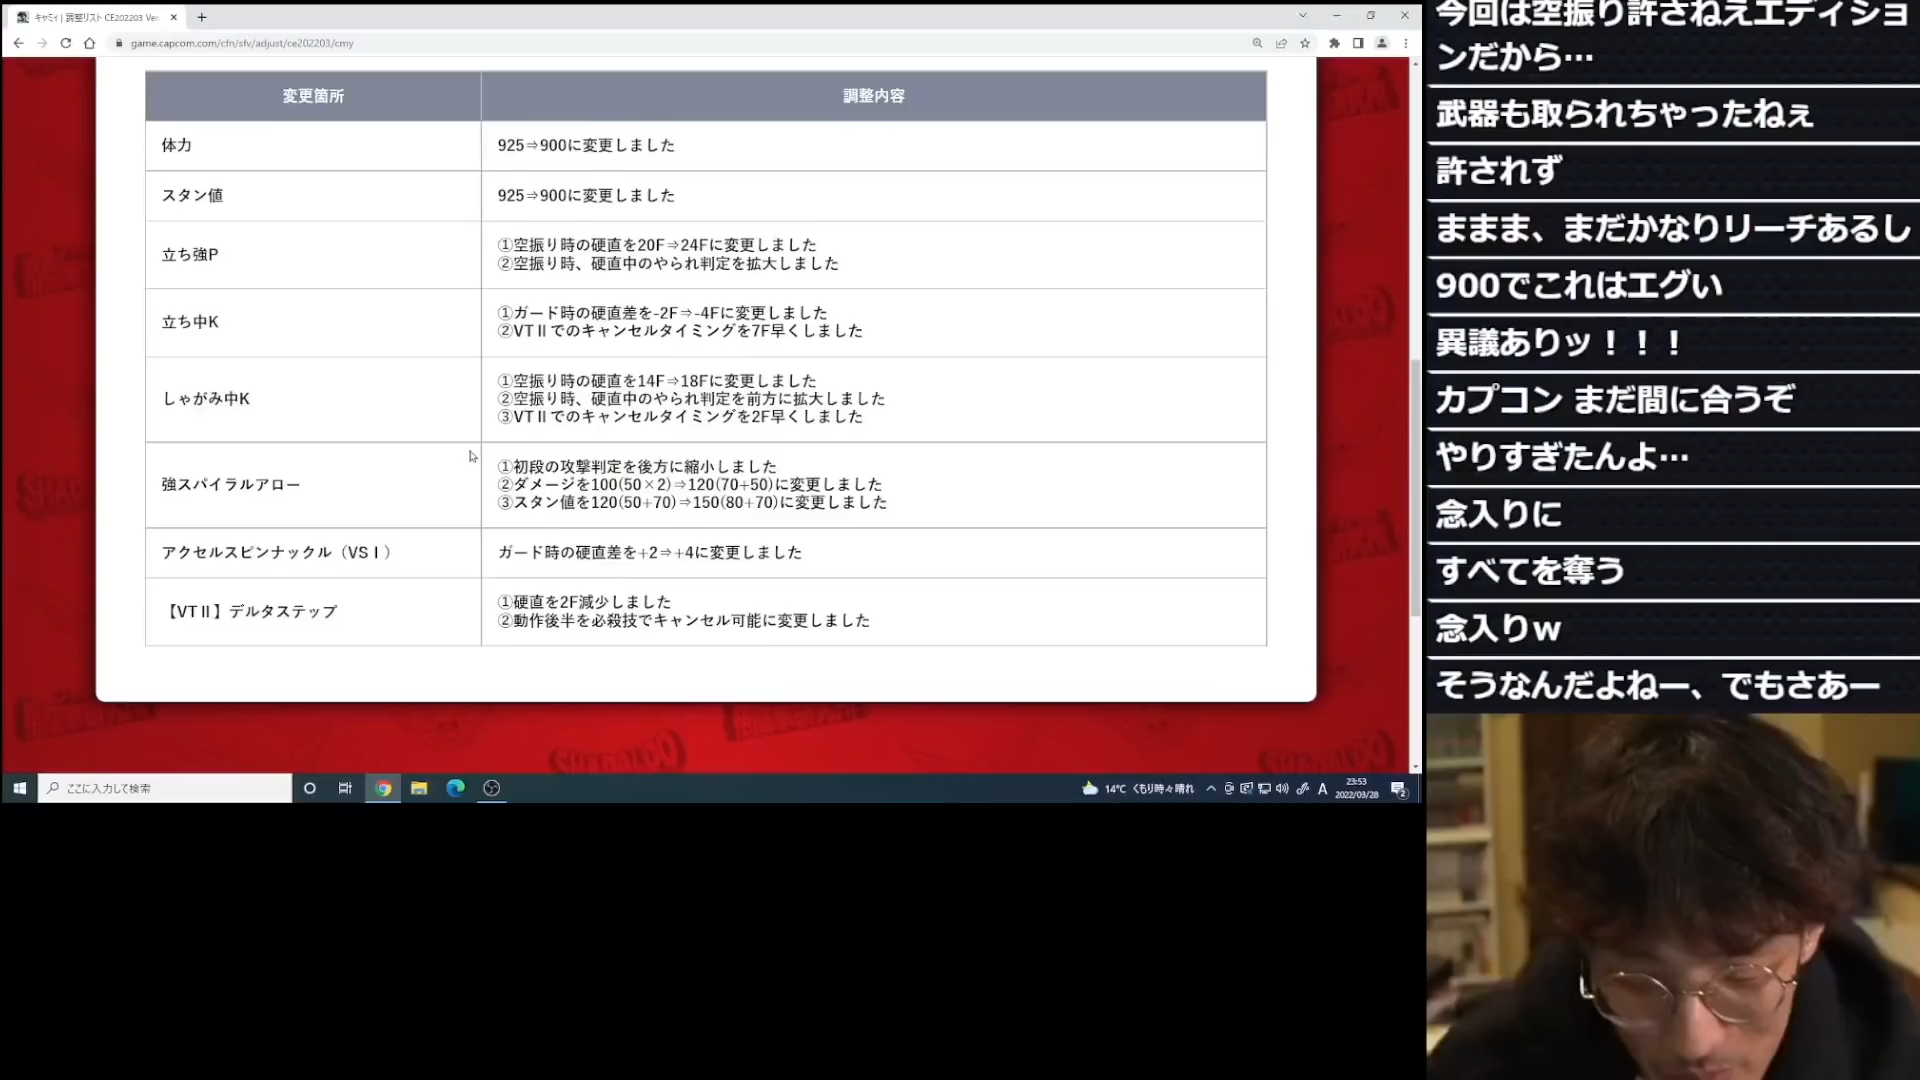 キャミィ | 調整リスト CE202203 Ver.
game.capcom.com/cfn/sfv/adjust/ce202203/cmy
変更箇所
調整内容
体力
925⇒900に変更しました
スタン値
925⇒900に変更しました
立ち強P
①空振り時の硬直を20F⇒24Fに変更しました
②空振り時、硬直中のやられ判定を拡大しました
立ち中K
①ガード時の硬直差を-2F⇒-4Fに変更しました
②VTⅡでのキャンセルタイミングを7F早くしました
しゃがみ中K
①空振り時の硬直を14F⇒18Fに変更しました
②空振り時、硬直中のやられ判定を前方に拡大しました
③VTⅡでのキャンセルタイミングを2F早くしました
強スパイラルアロー
①初段の攻撃判定を後方に縮小しました
②ダメージを100(50×2)⇒120(70+50)に変更しました
③スタン値を120(50+70)⇒150(80+70)に変更しました
アクセルスピンナックル（VSⅠ）
ガード時の硬直差を+2⇒+4に変更しました
【VTⅡ】デルタステップ
①硬直を2F減少しました
②動作後半を必殺技でキャンセル可能に変更しました
SHADALOO
ここに入力して検索
14°C くもり時々晴れ
A
23:53
2022/03/28
2
今回は空振り許さねえエディショ
ンだから…
武器も取られちゃったねぇ
許されず
ままま、まだかなりリーチあるし
900でこれはエグい
異議ありッ！！！
カプコン まだ間に合うぞ
やりすぎたんよ…
念入りに
すべてを奪う
念入りw
そうなんだよねー、でもさあー